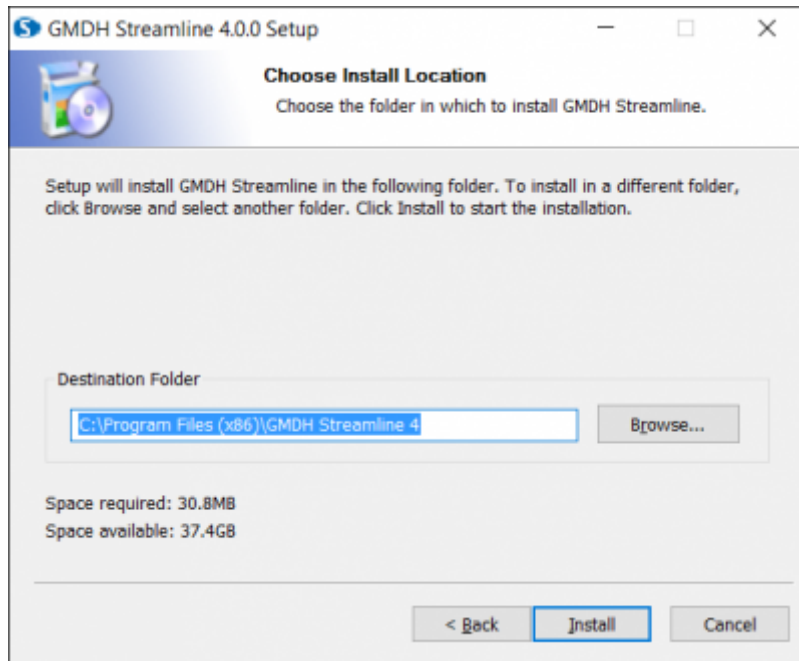 GMDH Streamline 4.0.0 Setup
Choose Install Location
Choose the folder in which to install GMDH Streamline.
Setup will install GMDH Streamline in the following folder. To install in a different folder,
click Browse and select another folder. Click Install to start the installation.
Destination Folder
C:\Program Files (x86)\GMDH Streamline 4
Browse...
Space required: 30.8MB
Space available: 37.4GB
< Back
Install
Cancel